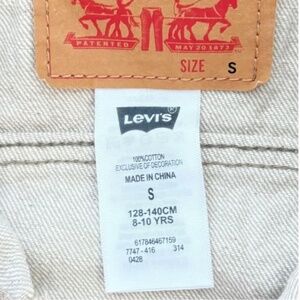 PATENTED
MAY 20 1873
SIZE S
LEVI'S
100%COTTON
EXCLUSIVE OF DECORATION
MADE IN CHINA
S
128-140CM
8-10 YRS
617846467159
7747-416 314
0428